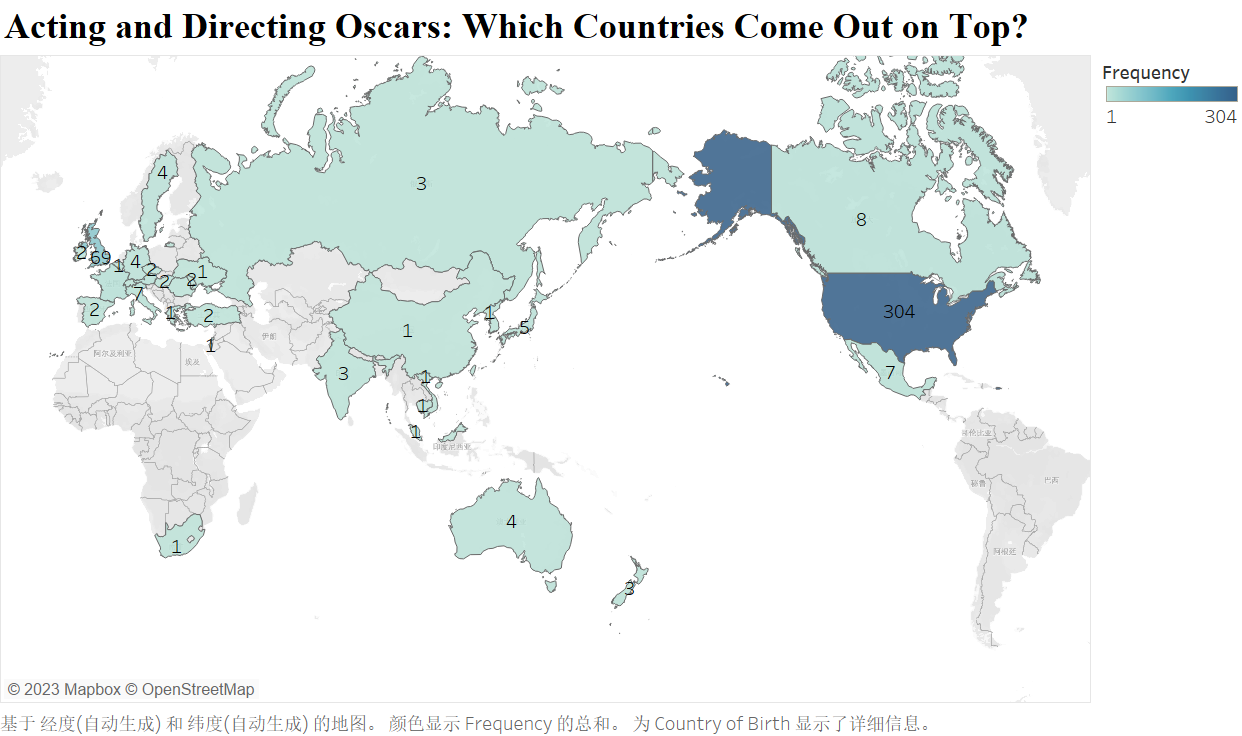 Acting and Directing Oscars: Which Countries Come Out on Top?
Frequency
1 304
4
3
8
2
69
1
4
2
1
2
2
7
2
1
2
1
304
1
5
1
7
3
1
1
1
4
1
3
阿尔及利亚
埃及
伊朗
印度尼西亚
哥伦比亚
秘鲁
巴西
阿根廷
© 2023 Mapbox © OpenStreetMap
基于 经度(自动生成) 和 纬度(自动生成) 的地图。 颜色显示 Frequency 的总和。 为 Country of Birth 显示了详细信息。